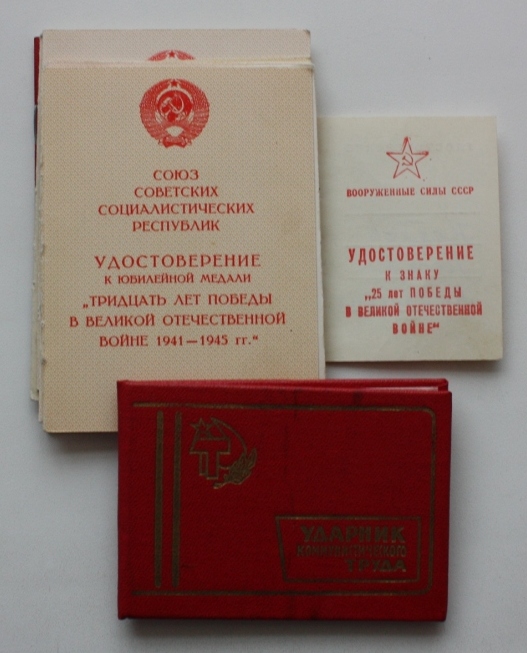 СОЮЗ
СОВЕТСКИХ
СОЦИАЛИСТИЧЕСКИХ
РЕСПУБЛИК
УДОСТОВЕРЕНИЕ
К ЮБИЛЕЙНОЙ МЕДАЛИ
„ТРИДЦАТЬ ЛЕТ ПОБЕДЫ
В ВЕЛИКОЙ ОТЕЧЕСТВЕННОЙ
ВОЙНЕ 1941—1945 гг."
ВООРУЖЕННЫЕ СИЛЫ СССР
УДОСТОВЕРЕНИЕ
К ЗНАКУ
„25 лет ПОБЕДЫ
В ВЕЛИКОЙ ОТЕЧЕСТВЕННОЙ
ВОЙНЕ"
УДАРНИК
КОММУНИСТИЧЕСКОГО
ТРУДА